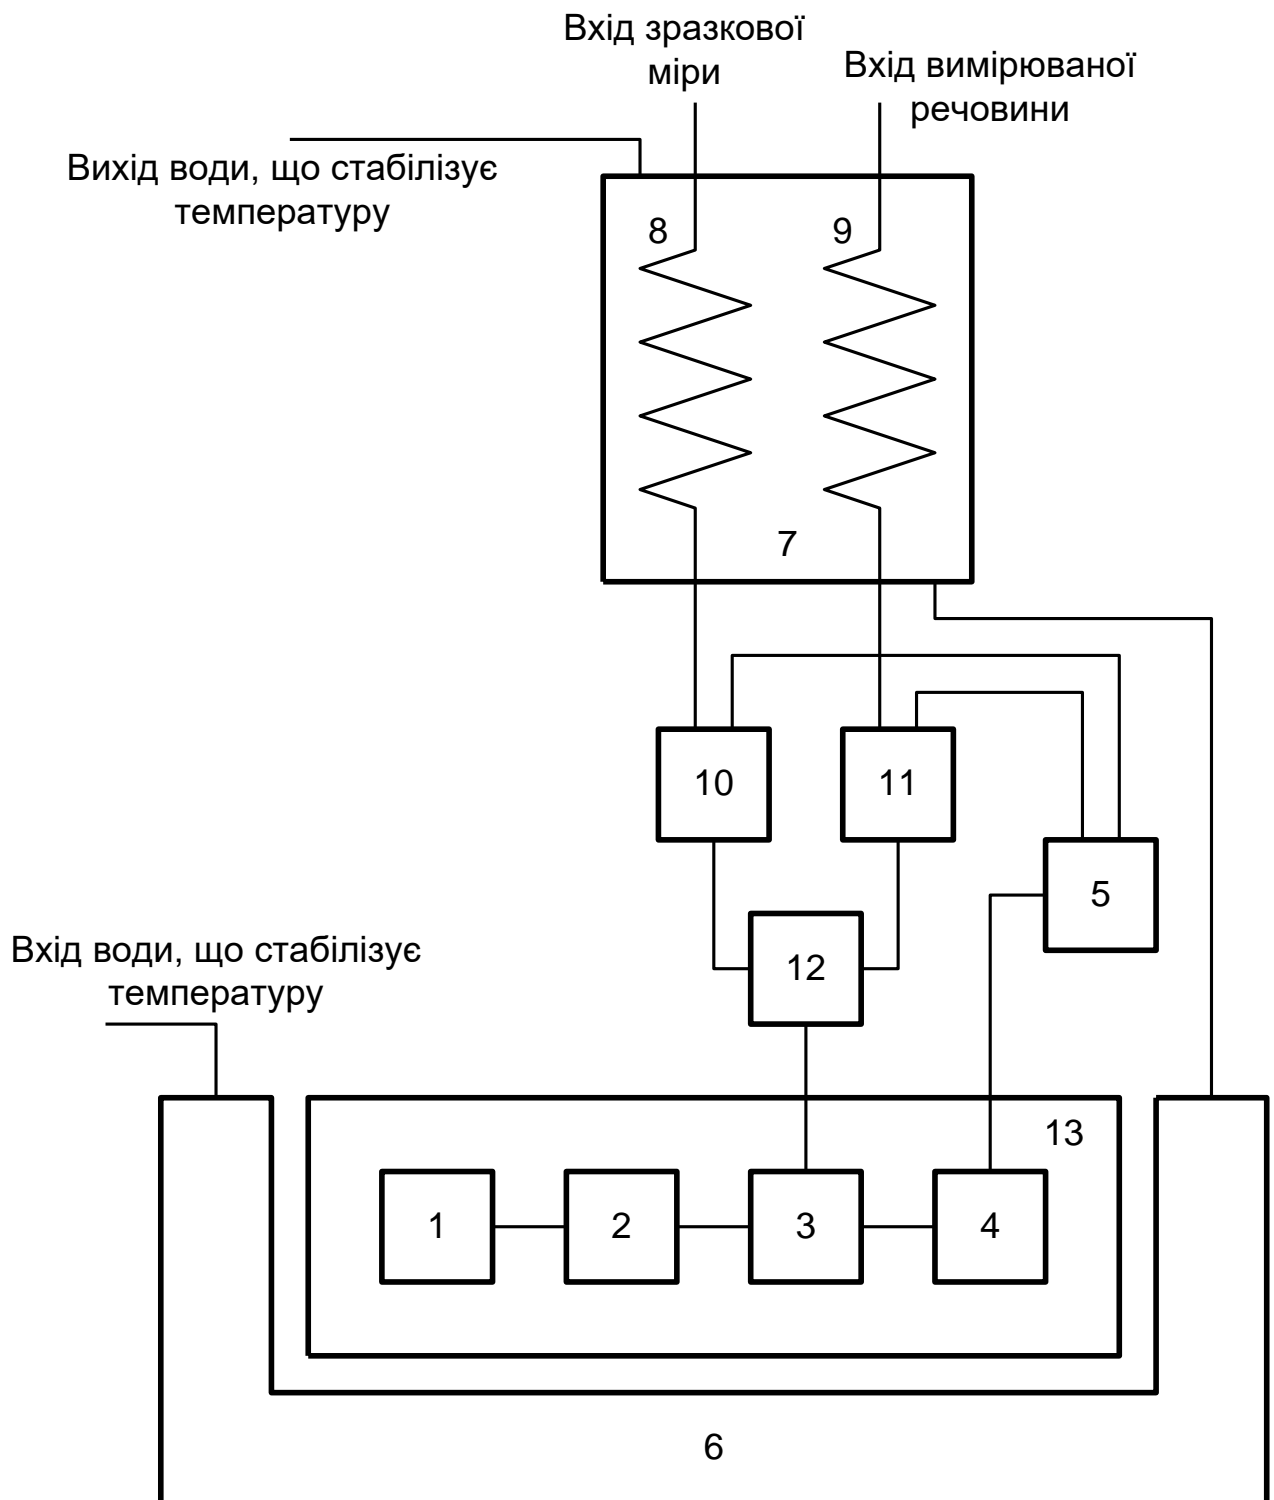 Вхід зразкової
міри
Вхід вимірюваної
речовини
Вихід води, що стабілізує
температуру
8
9
7
10
11
5
12
Вхід води, що стабілізує
температуру
13
1
2
3
4
6